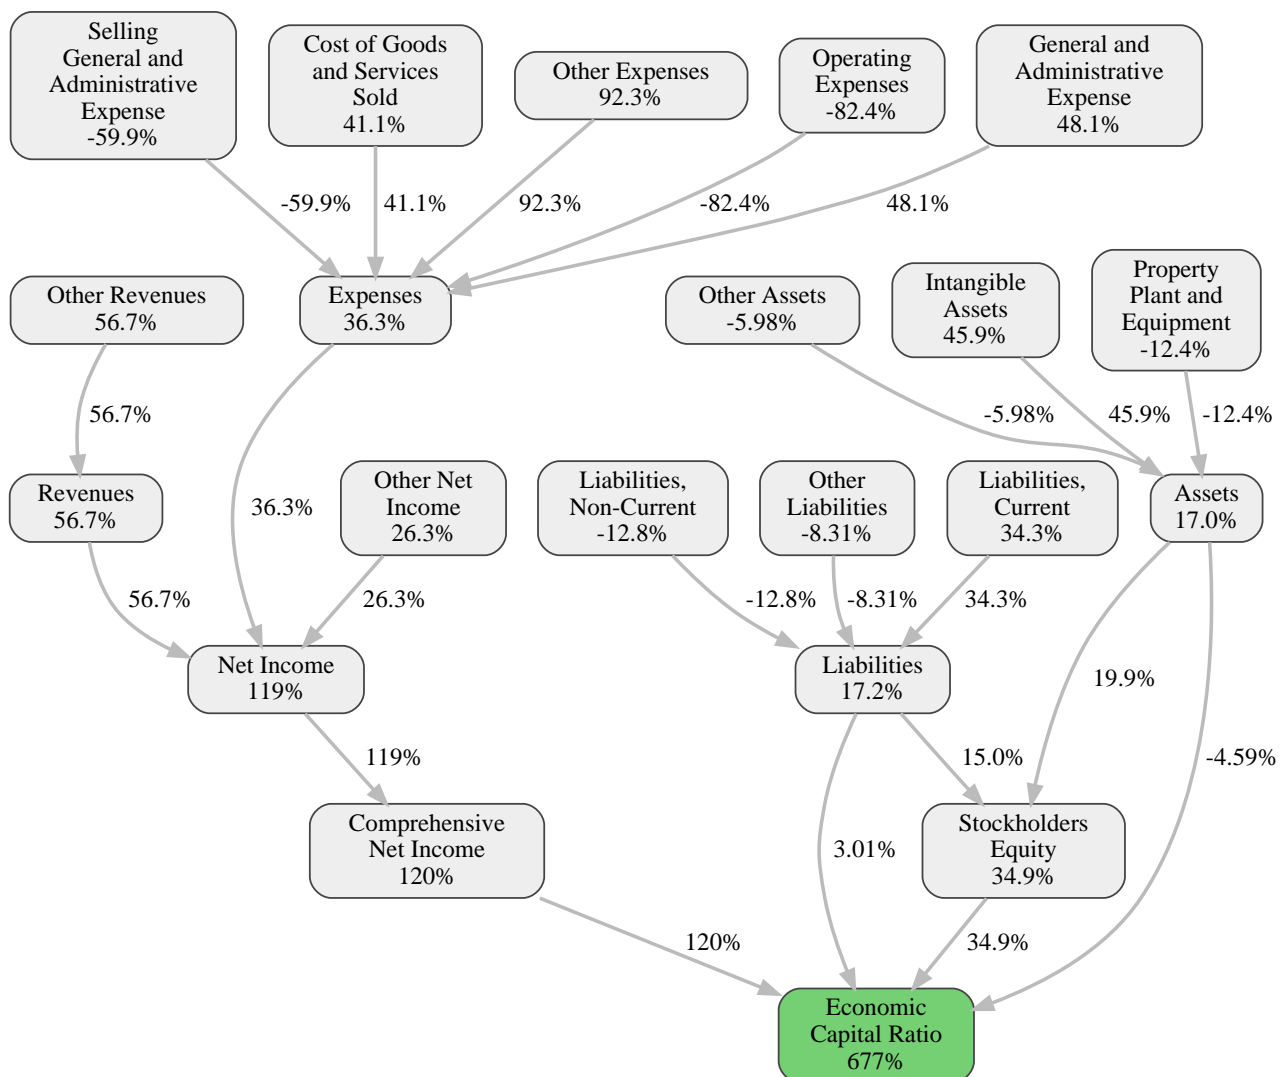 Selling
General and
Administrative
Expense
-59.9%
Cost of Goods
and Services
Sold
41.1%
Other Expenses
92.3%
Operating
Expenses
-82.4%
General and
Administrative
Expense
48.1%
-59.9%
41.1%
92.3%
-82.4%
48.1%
Other Revenues
56.7%
Expenses
36.3%
Other Assets
-5.98%
Intangible
Assets
45.9%
Property
Plant and
Equipment
-12.4%
56.7%
-5.98%
45.9%
-12.4%
Revenues
56.7%
36.3%
Other Net
Income
26.3%
Liabilities,
Non-Current
-12.8%
Other
Liabilities
-8.31%
Liabilities,
Current
34.3%
Assets
17.0%
56.7%
26.3%
-12.8%
-8.31%
34.3%
Net Income
119%
Liabilities
17.2%
19.9%
119%
15.0%
-4.59%
Comprehensive
Net Income
120%
3.01%
Stockholders
Equity
34.9%
120%
34.9%
Economic
Capital Ratio
677%